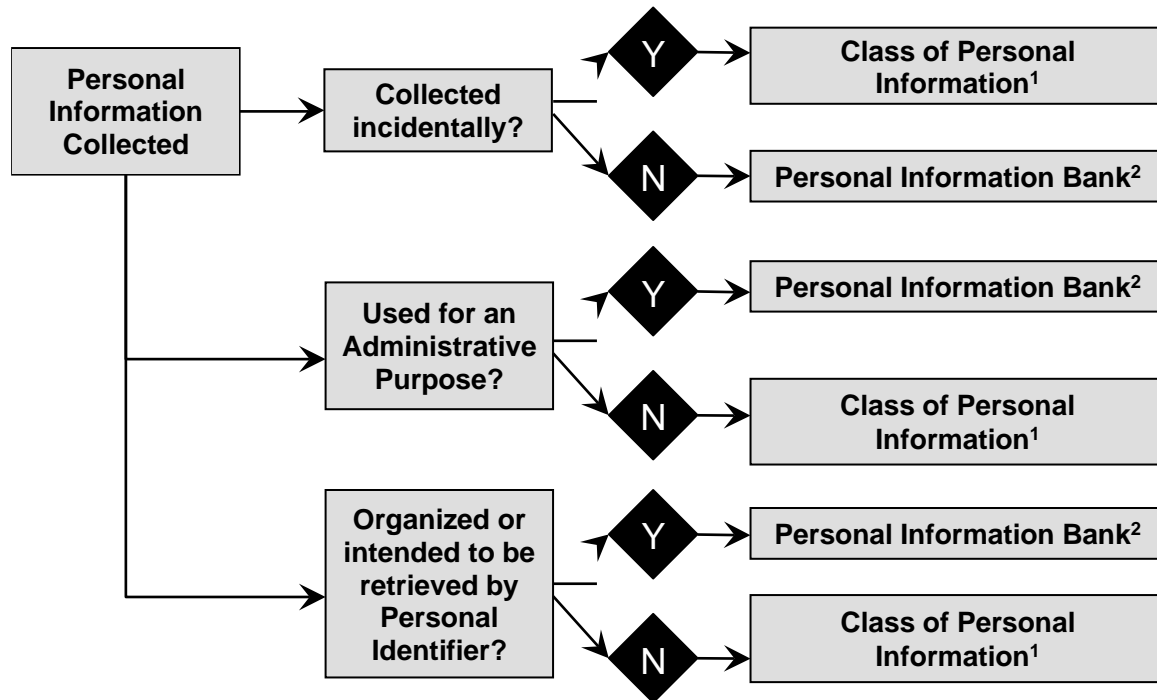 Personal
Information
Collected
Collected
incidentally?
Y
Class of Personal
Information¹
N
Personal Information Bank²
Used for an
Administrative
Purpose?
Y
Personal Information Bank²
N
Class of Personal
Information¹
Organized or
intended to be
retrieved by
Personal
Identifier?
Y
Personal Information Bank²
N
Class of Personal
Information¹